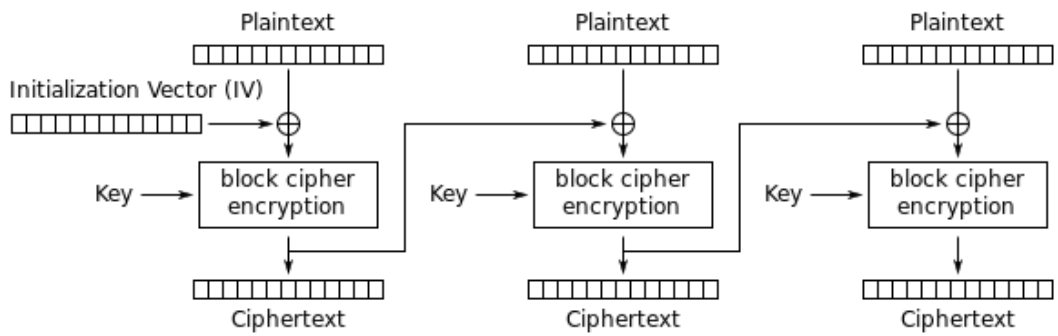 Plaintext
Plaintext
Plaintext
Initialization Vector (IV)
Key
block cipher
encryption
Key
block cipher
encryption
Key
block cipher
encryption
Ciphertext
Ciphertext
Ciphertext